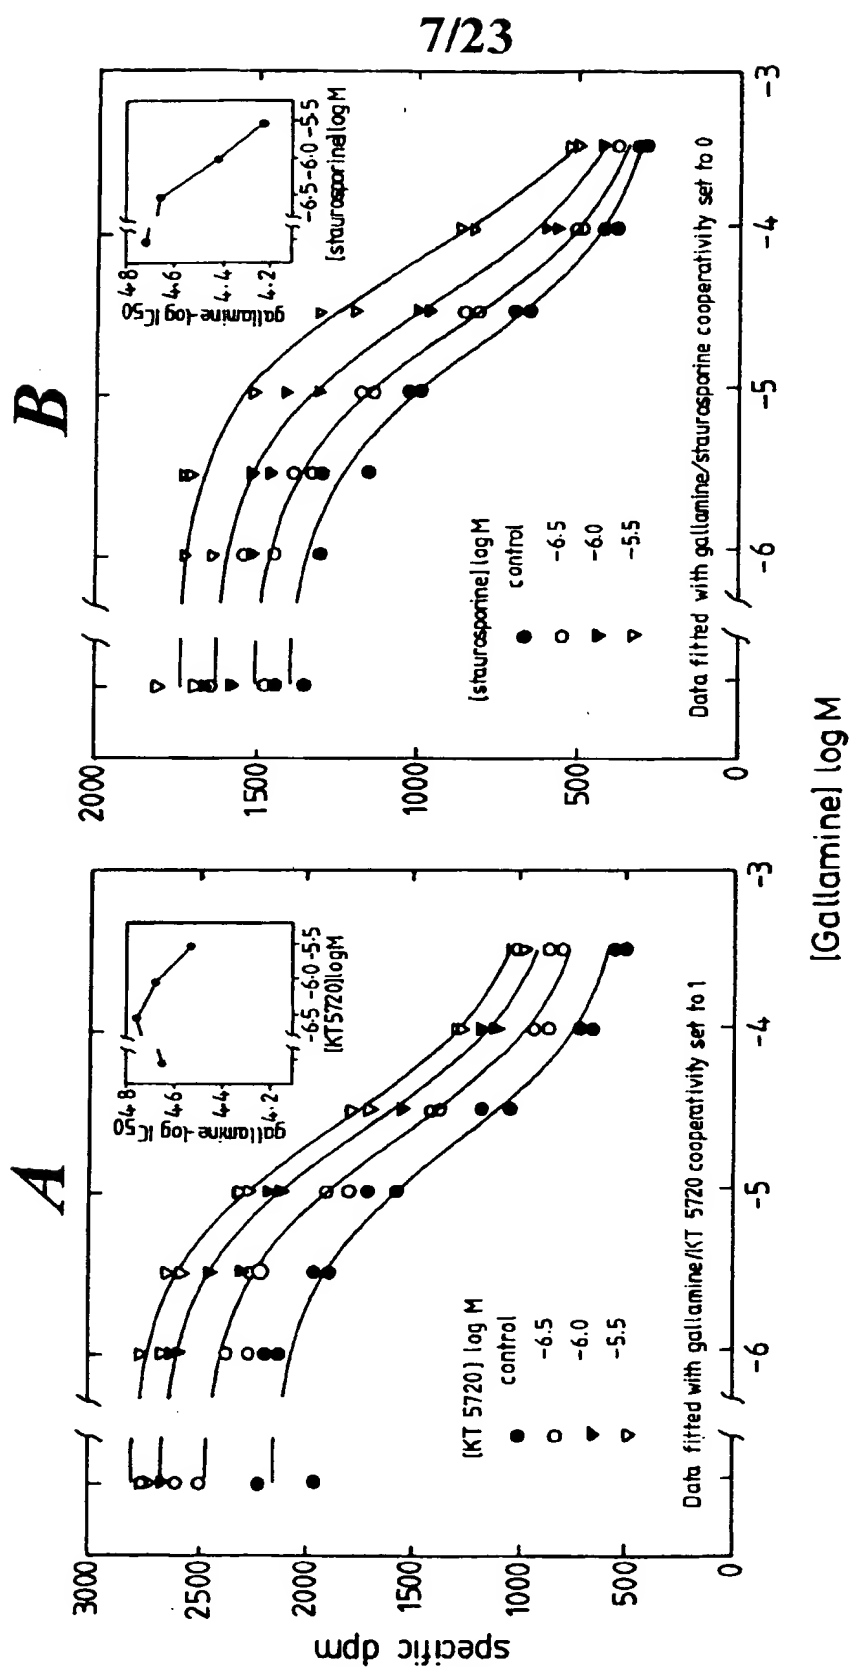 7/23
A
3000
2500
2000
1500
1000
500
0
specific dpm
-6
-5
-4
-3
[KT 5720] log M
control
-6.5
-6.0
-5.5
Data fitted with gallamine/KT 5720 cooperativity set to 1
4.8
4.6
4.4
4.2
gallamine -log IC50
-6.5 -6.0 -5.5
[KT5720]logM
B
2000
1500
1000
500
0
-6
-5
-4
-3
[staurosporine] log M
control
-6.5
-6.0
-5.5
Data fitted with gallamine/staurosporine cooperativity set to 0
4.8
4.6
4.4
4.2
gallamine -log IC50
-6.5 -6.0 -5.5
[staurosporine]log M
[Gallamine] log M